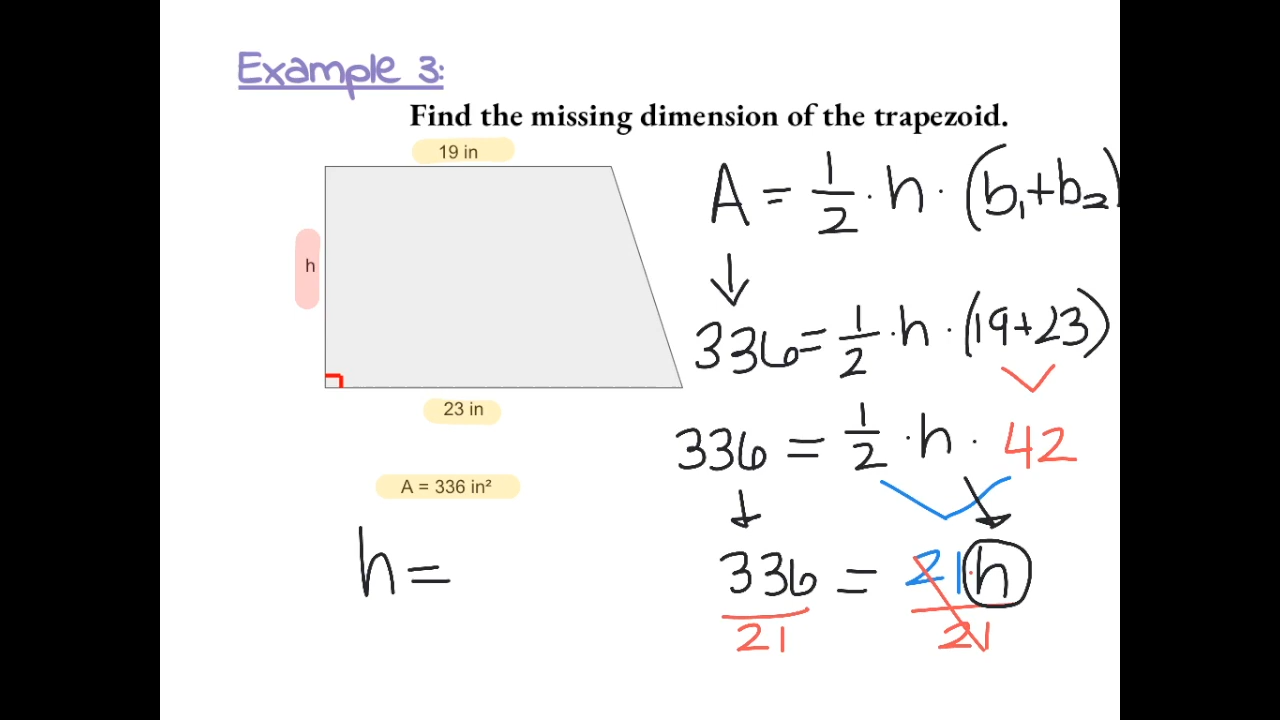 Example 3:
Find the missing dimension of the trapezoid.
19 in
h
23 in
A = 336 in²
h =
A = 1/2 · h · (b₁+b₂)
336 = 1/2 · h · (19+23)
336 = 1/2 · h · 42
336 = 21·h
21 21